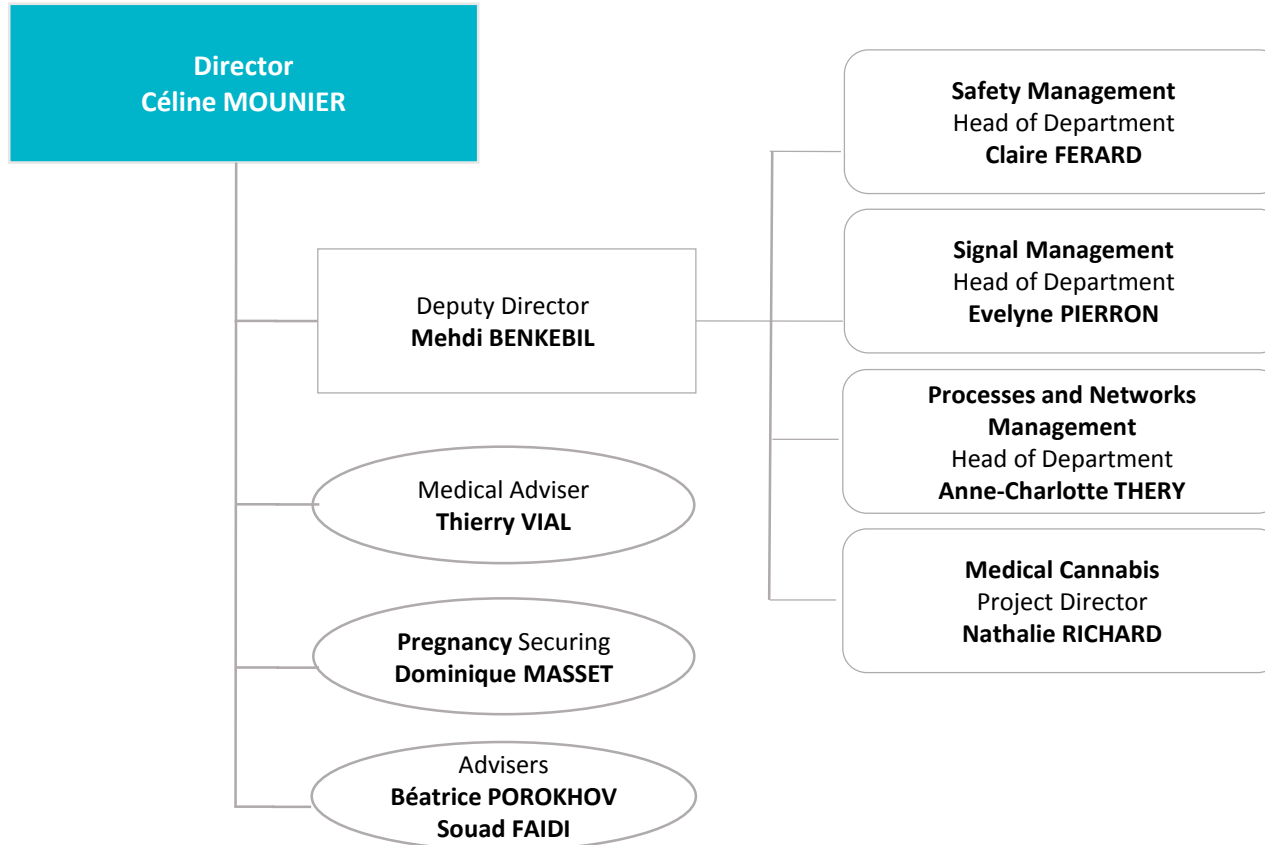 Director
Céline MOUNIER
Deputy Director
Mehdi BENKEBIL
Medical Adviser
Thierry VIAL
Pregnancy Securing
Dominique MASSET
Advisers
Béatrice POROKHOV
Souad FAIDI
Safety Management
Head of Department
Claire FERARD
Signal Management
Head of Department
Evelyne PIERRON
Processes and Networks
Management
Head of Department
Anne-Charlotte THERY
Medical Cannabis
Project Director
Nathalie RICHARD